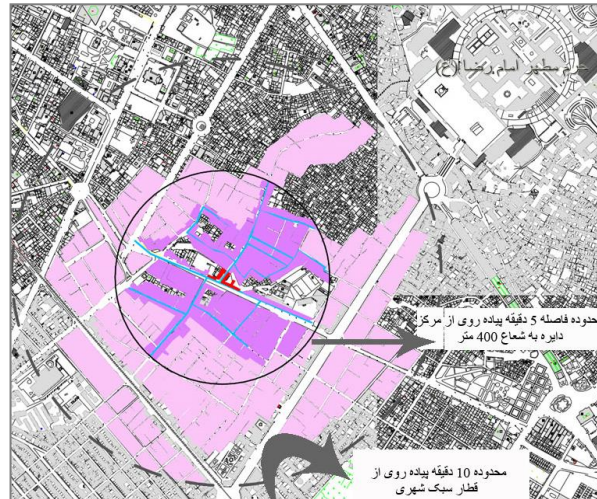 حرم مطهر امام رضا (ع)
محدوده فاصله 5 دقیقه پیاده روی از مرکز
دایره به شعاع 400 متر
محدوده 10 دقیقه پیاده روی از
قطار سبک شهری